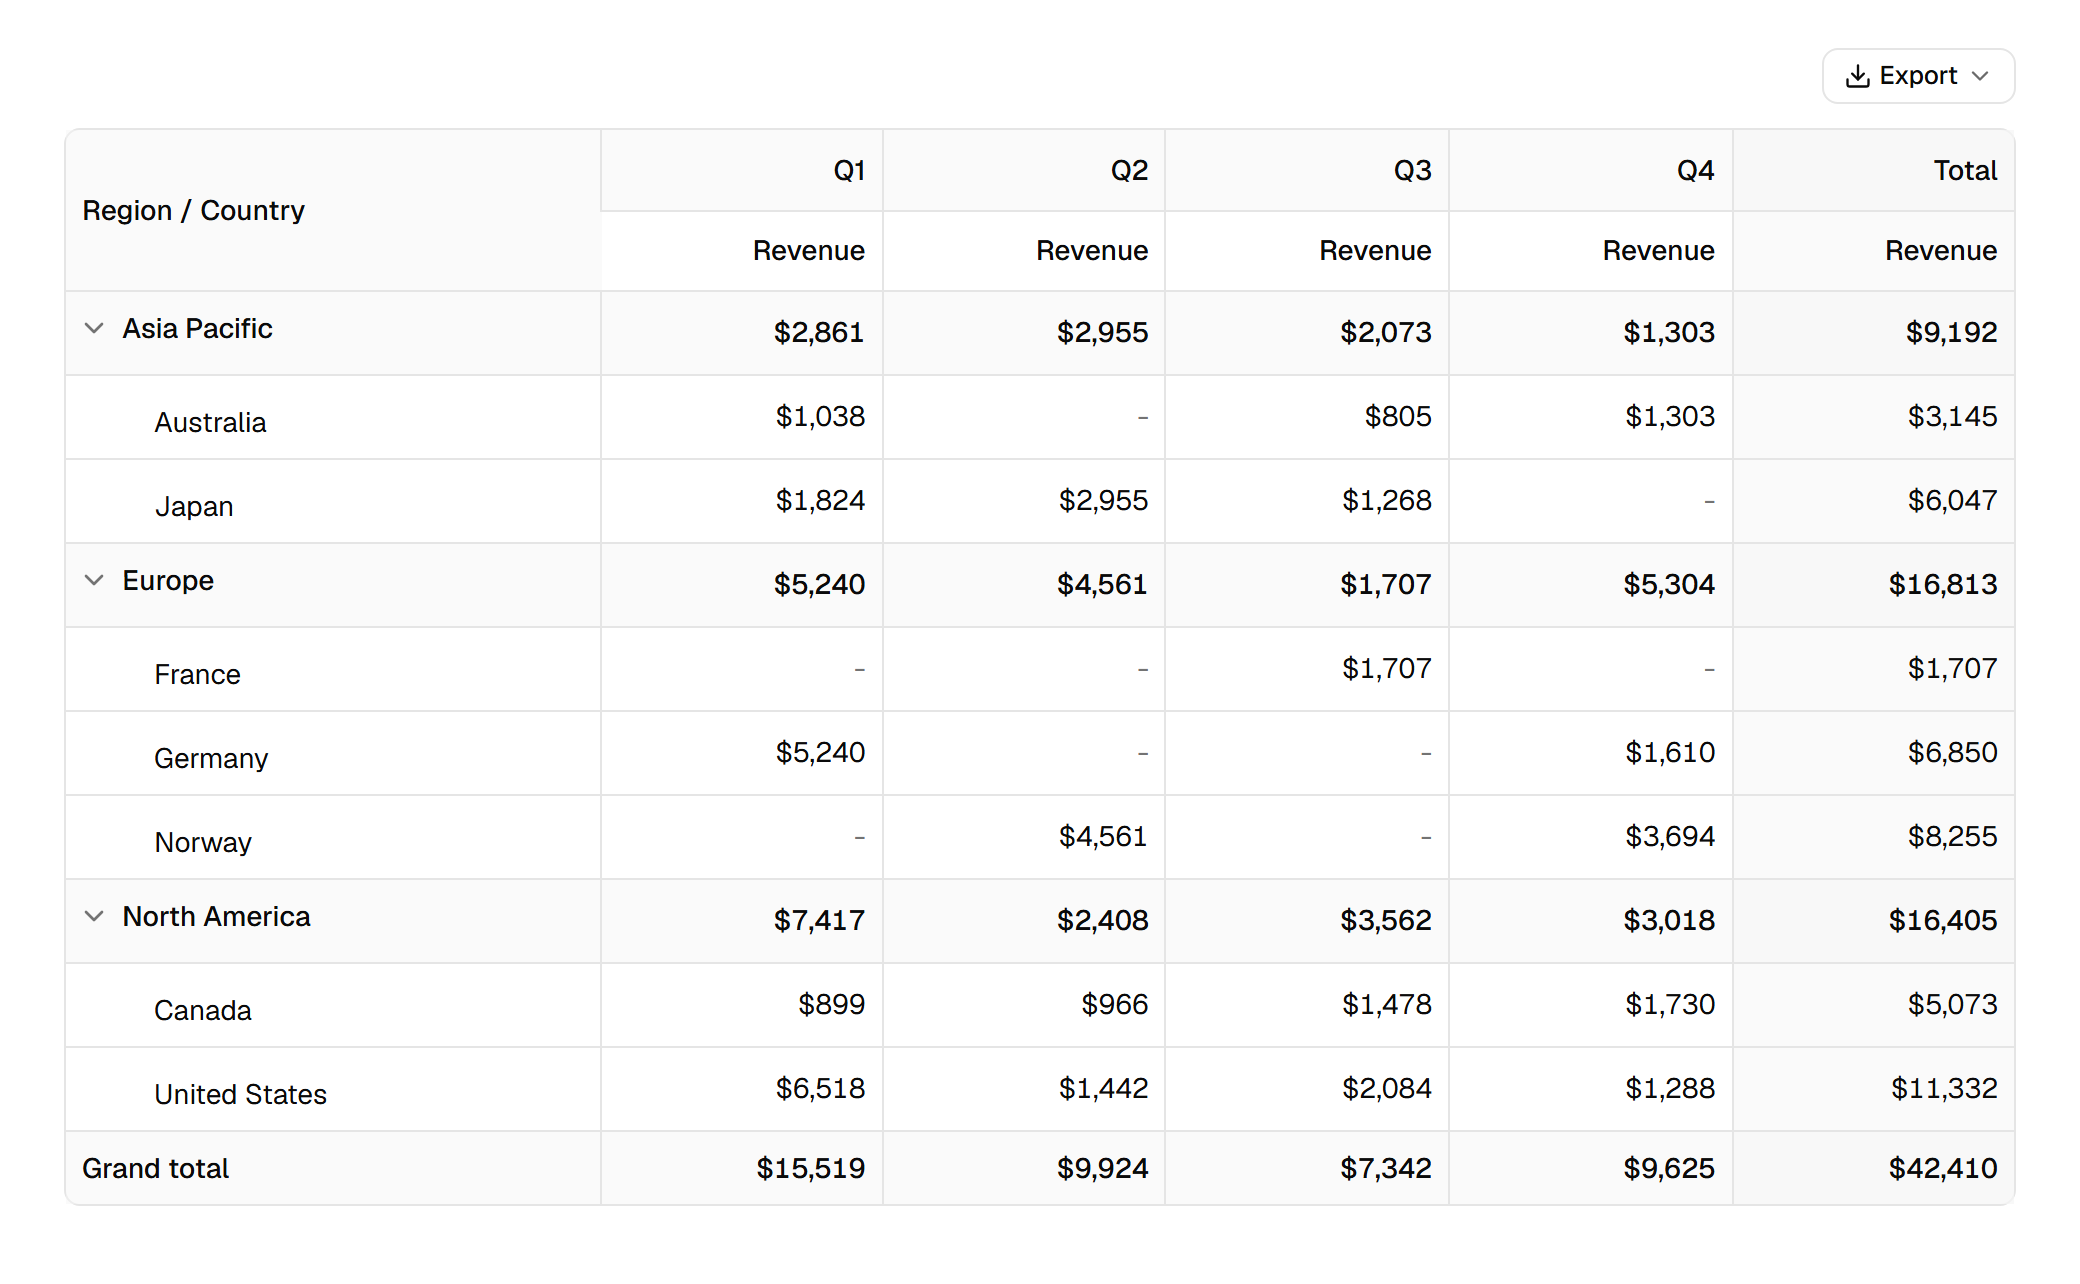 Export
Region / Country Q1 Q2 Q3 Q4 Total
Revenue Revenue Revenue Revenue Revenue
Asia Pacific $2,861 $2,955 $2,073 $1,303 $9,192
Australia $1,038 - $805 $1,303 $3,145
Japan $1,824 $2,955 $1,268 - $6,047
Europe $5,240 $4,561 $1,707 $5,304 $16,813
France - - $1,707 - $1,707
Germany $5,240 - - $1,610 $6,850
Norway - $4,561 - $3,694 $8,255
North America $7,417 $2,408 $3,562 $3,018 $16,405
Canada $899 $966 $1,478 $1,730 $5,073
United States $6,518 $1,442 $2,084 $1,288 $11,332
Grand total $15,519 $9,924 $7,342 $9,625 $42,410